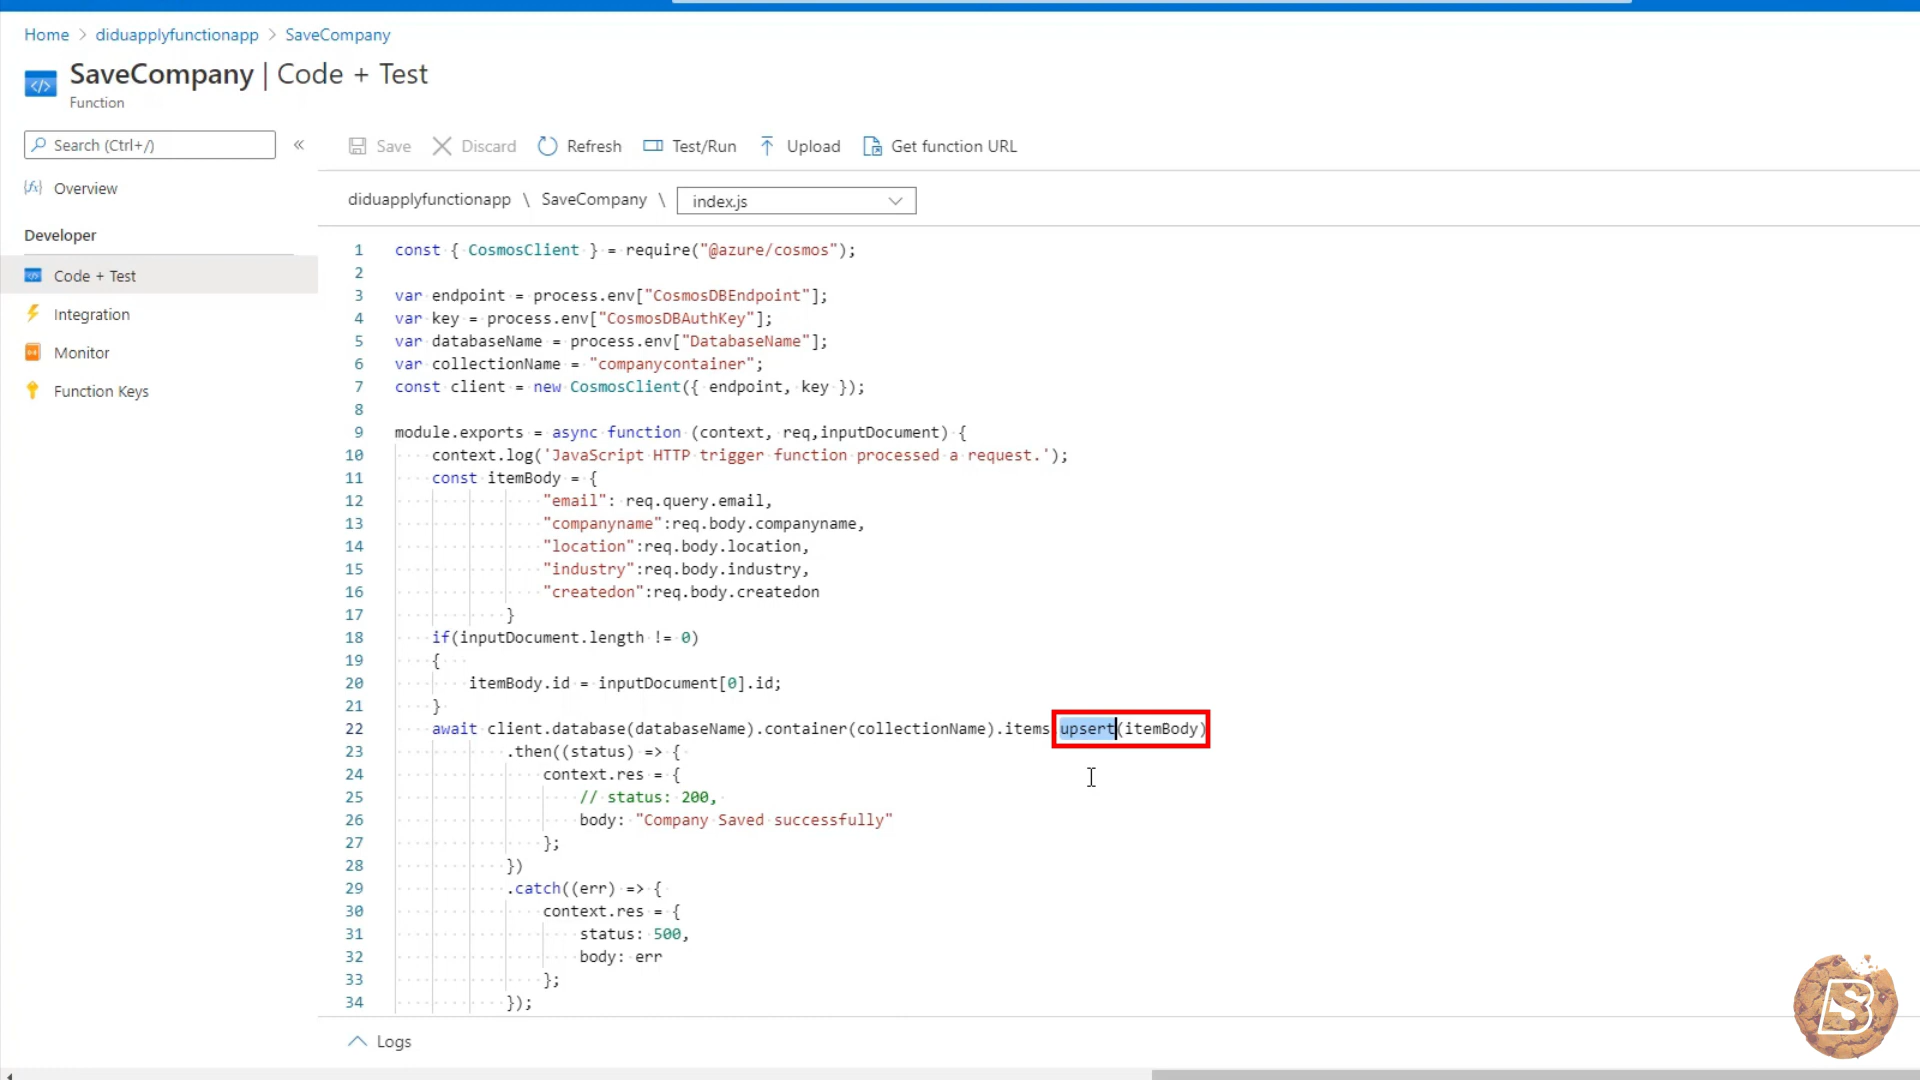 Home > diduapplyfunctionapp > SaveCompany
SaveCompany | Code + Test
Function
Search (Ctrl+/)
«
Save
Discard
Refresh
Test/Run
Upload
Get function URL
Overview
Developer
Code + Test
Integration
Monitor
Function Keys
diduapplyfunctionapp \ SaveCompany \ index.js
1 const { CosmosClient } = require("@azure/cosmos");
2
3 var endpoint = process.env["CosmosDBEndpoint"];
4 var key = process.env["CosmosDBAuthKey"];
5 var databaseName = process.env["DatabaseName"];
6 var collectionName = "companycontainer";
7 const client = new CosmosClient({ endpoint, key });
8
9 module.exports = async function (context, req,inputDocument) {
10 context.log('JavaScript HTTP trigger function processed a request.');
11 const itemBody = {
12 "email": req.query.email,
13 "companyname":req.body.companyname,
14 "location":req.body.location,
15 "industry":req.body.industry,
16 "createdon":req.body.createdon
17 }
18 if(inputDocument.length != 0)
19 {
20 itemBody.id = inputDocument[0].id;
21 }
22 await client.database(databaseName).container(collectionName).items.upsert(itemBody)
23 .then((status) => {
24 context.res = {
25 // status: 200,
26 body: "Company Saved successfully"
27 };
28 })
29 .catch((err) => {
30 context.res = {
31 status: 500,
32 body: err
33 };
34 });
Logs